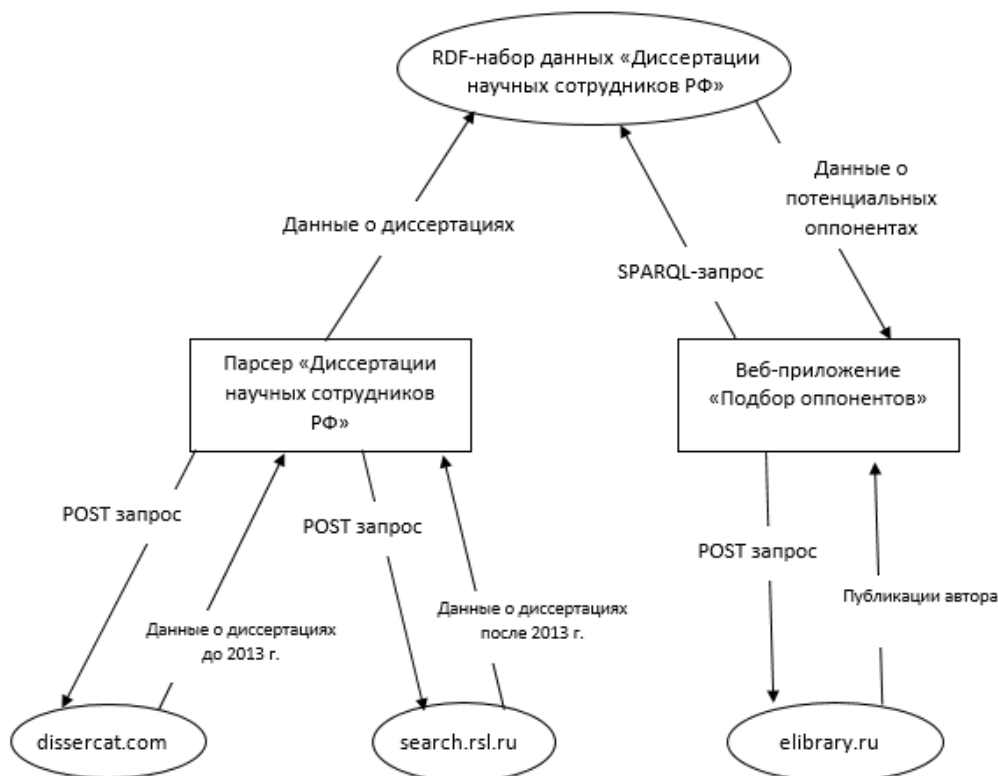 RDF-набор данных «Диссертации
научных сотрудников РФ»
Данные о
потенциальных
оппонентах
Данные о диссертациях
SPARQL-запрос
Парсер «Диссертации
научных сотрудников
РФ»
Веб-приложение
«Подбор оппонентов»
POST запрос
POST запрос
POST запрос
Данные о диссертациях
до 2013 г.
Данные о диссертациях
после 2013 г.
Публикации автора
dissercat.com
search.rsl.ru
elibrary.ru